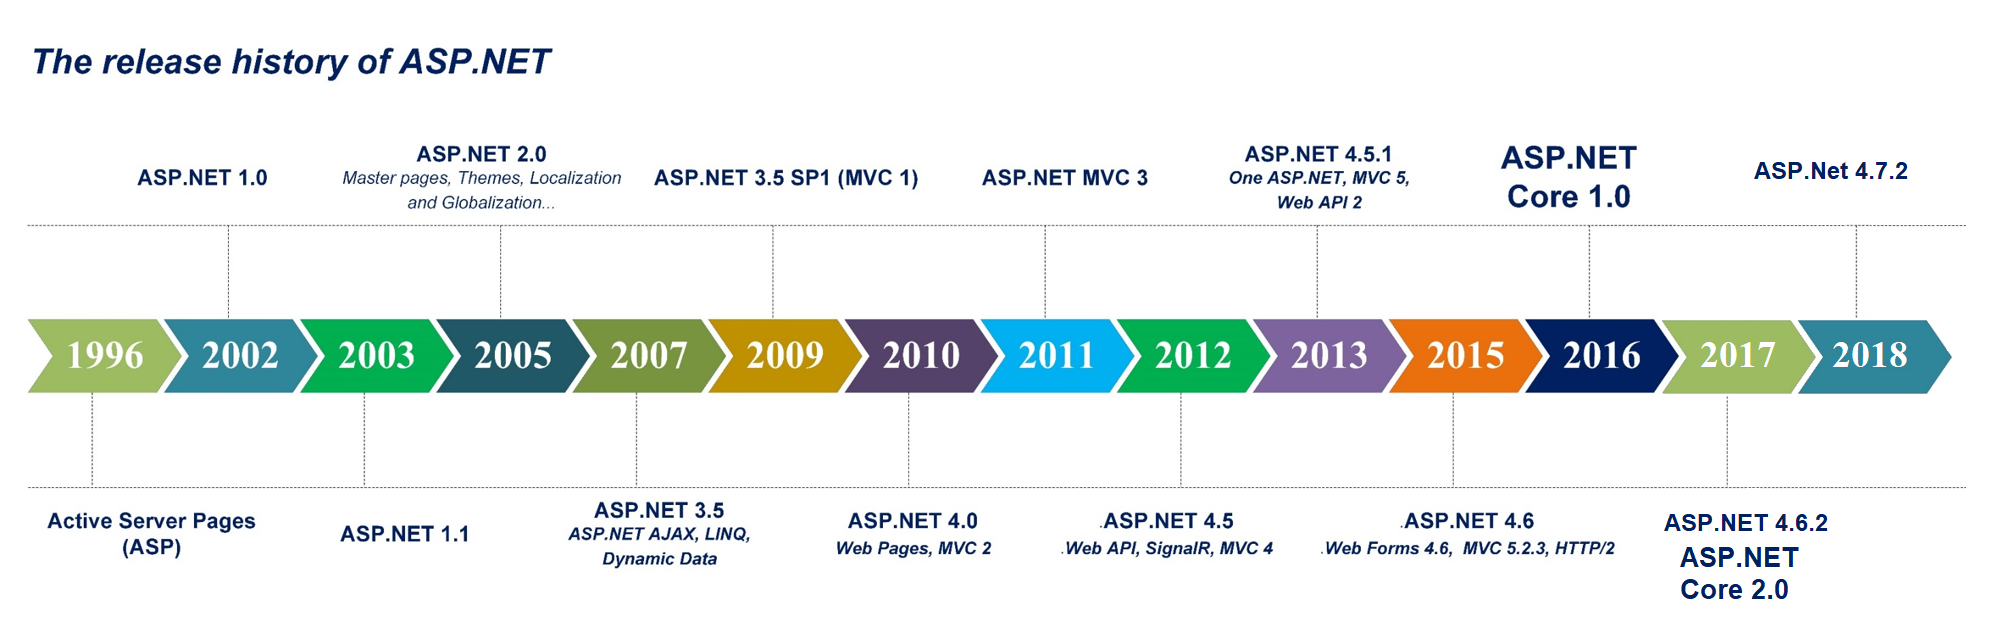 The release history of ASP.NET
ASP.NET 1.0
ASP.NET 2.0
Master pages, Themes, Localization
and Globalization...
ASP.NET 3.5 SP1 (MVC 1)
ASP.NET MVC 3
ASP.NET 4.5.1
One ASP.NET, MVC 5,
Web API 2
ASP.NET
Core 1.0
ASP.Net 4.7.2
1996
2002
2003
2005
2007
2009
2010
2011
2012
2013
2015
2016
2017
2018
Active Server Pages
(ASP)
ASP.NET 1.1
ASP.NET 3.5
ASP.NET AJAX, LINQ,
Dynamic Data
ASP.NET 4.0
Web Pages, MVC 2
.ASP.NET 4.5
.Web API, SignalR, MVC 4
.ASP.NET 4.6
.Web Forms 4.6, MVC 5.2.3, HTTP/2
ASP.NET 4.6.2
ASP.NET
Core 2.0